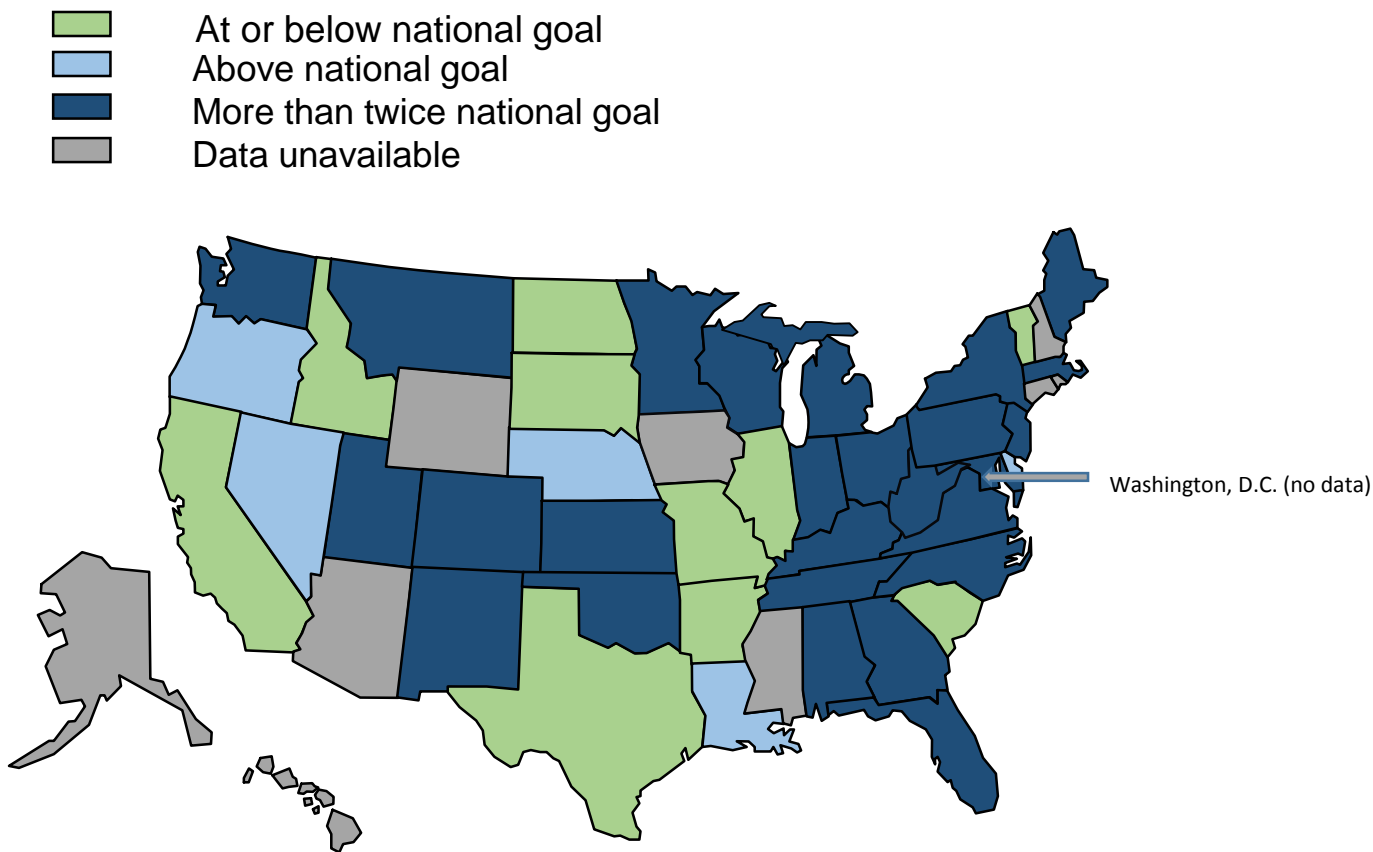 At or below national goal
Above national goal
More than twice national goal
Data unavailable
Washington, D.C. (no data)